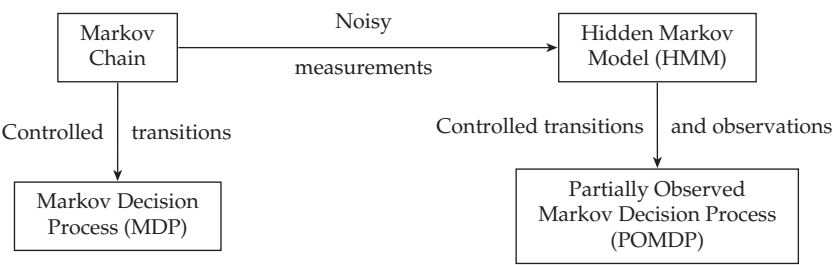 Markov
Chain
Noisy
measurements
Hidden Markov
Model (HMM)
Controlled transitions
Controlled transitions and observations
Markov Decision
Process (MDP)
Partially Observed
Markov Decision Process
(POMDP)